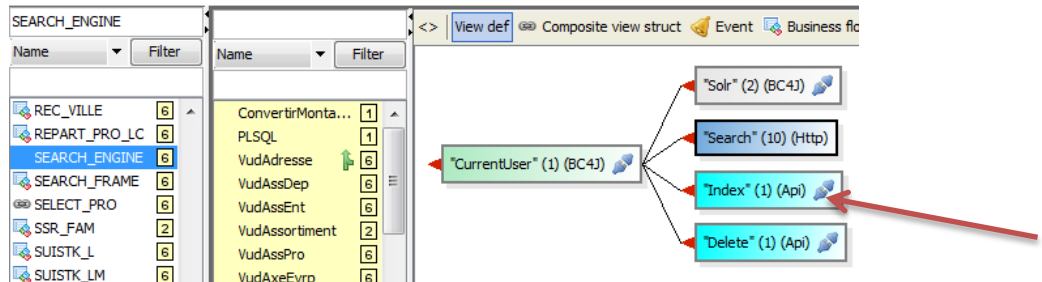 SEARCH_ENGINE
Name Filter
REC_VILLE 6
REPART_PRO_LC 6
SEARCH_ENGINE 6
SEARCH_FRAME 6
SELECT_PRO 6
SSR_FAM 2
SUISTK_L 6
SUISTK_LM 6
Name Filter
ConvertirMonta... 1
PLSQL 1
VudAdresse 6
VudAssDep 6
VudAssEnt 6
VudAssortiment 2
VudAssPro 6
VudAxeEvrp 6
<> View def Composite view struct Event Business flo
"CurrentUser" (1) (BC4J)
"Solr" (2) (BC4J)
"Search" (10) (Http)
"Index" (1) (Api)
"Delete" (1) (Api)